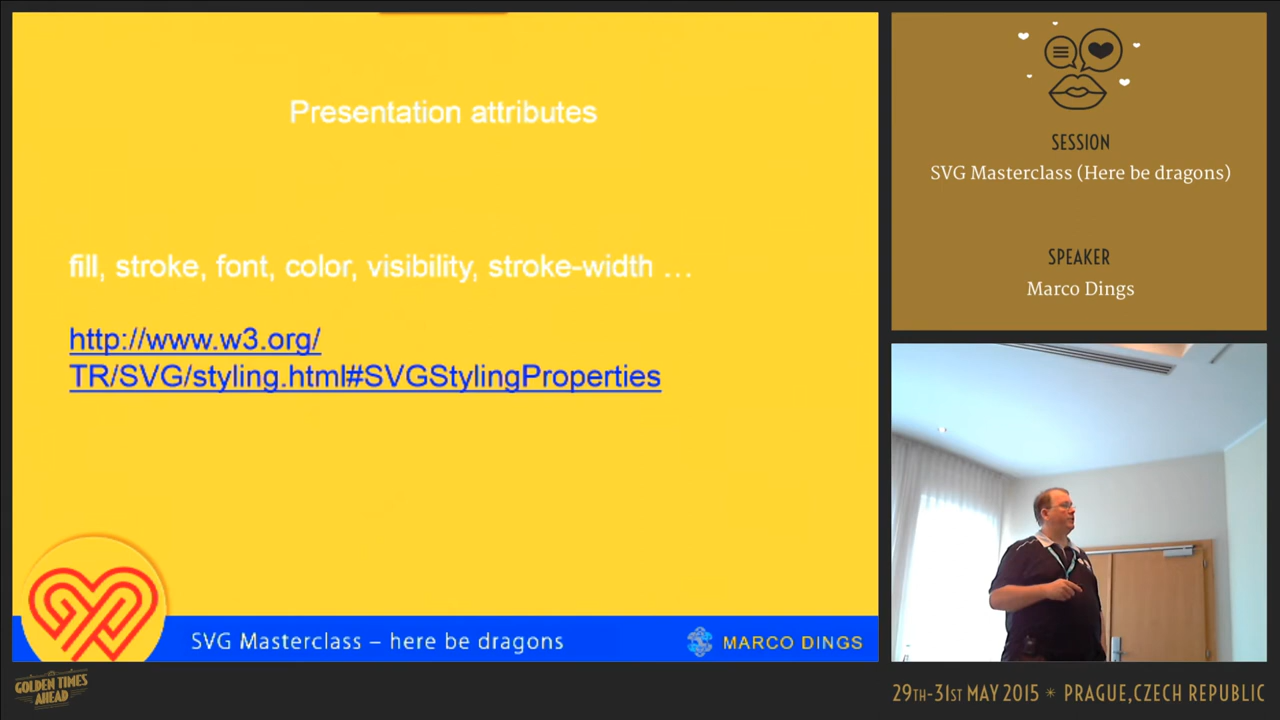 Presentation attributes
fill, stroke, font, color, visibility, stroke-width …
http://www.w3.org/
TR/SVG/styling.html#SVGStylingProperties
SVG Masterclass – here be dragons
MARCO DINGS
SESSION
SVG Masterclass (Here be dragons)
SPEAKER
Marco Dings
GOLDEN TIMES
AHEAD
29TH-31ST MAY 2015 * PRAGUE,CZECH REPUBLIC